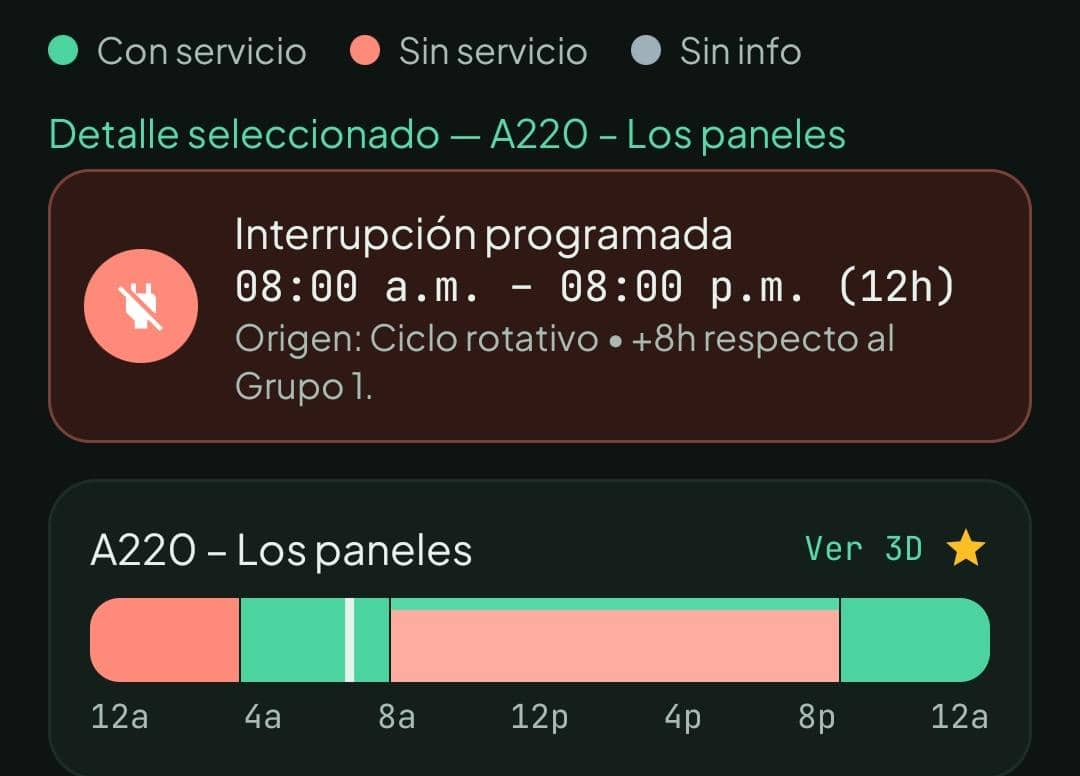 Con servicio Sin servicio Sin info
Detalle seleccionado — A220 – Los paneles
Interrupción programada
08:00 a.m. – 08:00 p.m. (12h)
Origen: Ciclo rotativo • +8h respecto al
Grupo 1.
A220 – Los paneles Ver 3D
12a 4a 8a 12p 4p 8p 12a